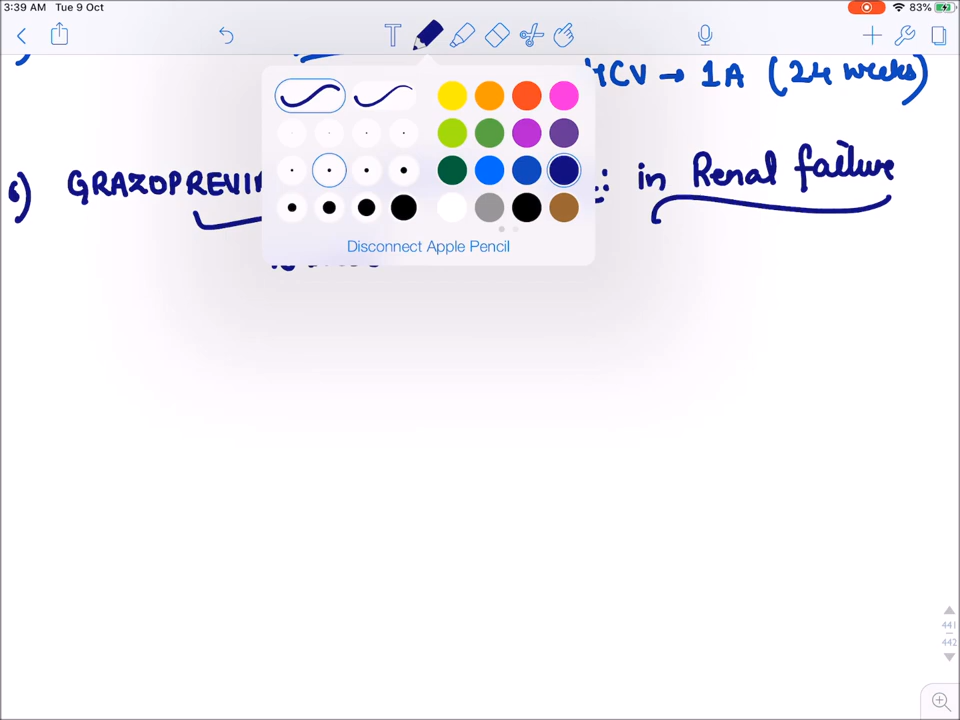 3:39 AM Tue 9 Oct 83%
HCV → 1A (24 weeks)
6) GRAZOPREVIR : in Renal failure
Disconnect Apple Pencil
441
442